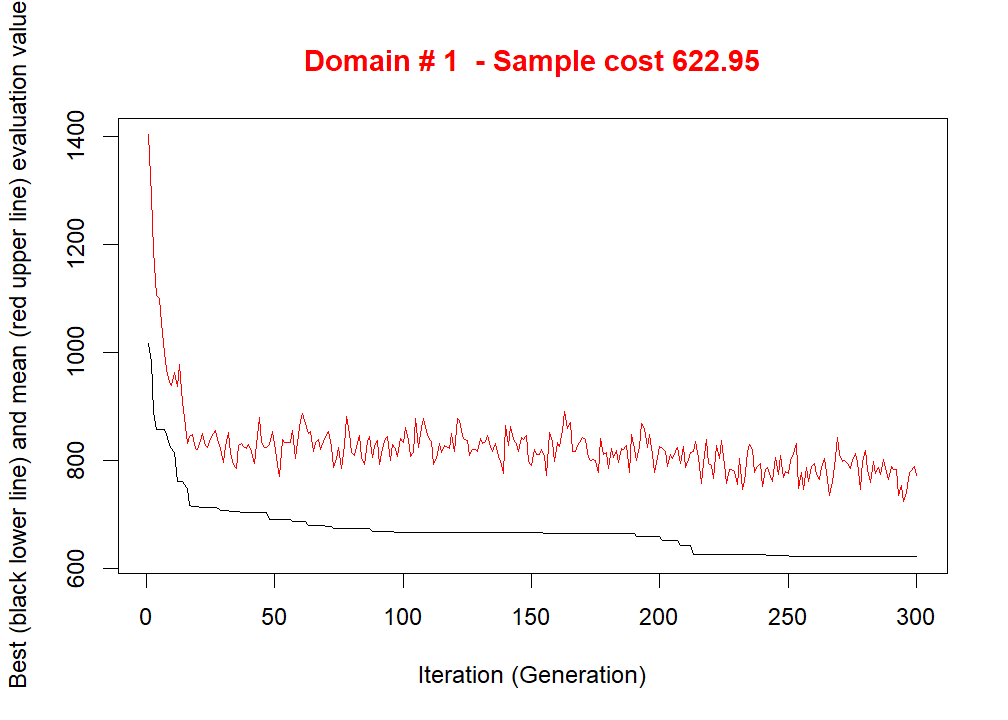 Domain # 1  - Sample cost 622.95
Best (black lower line) and mean (red upper line) evaluation value
1400
1200
1000
800
600
0 50 100 150 200 250 300
Iteration (Generation)